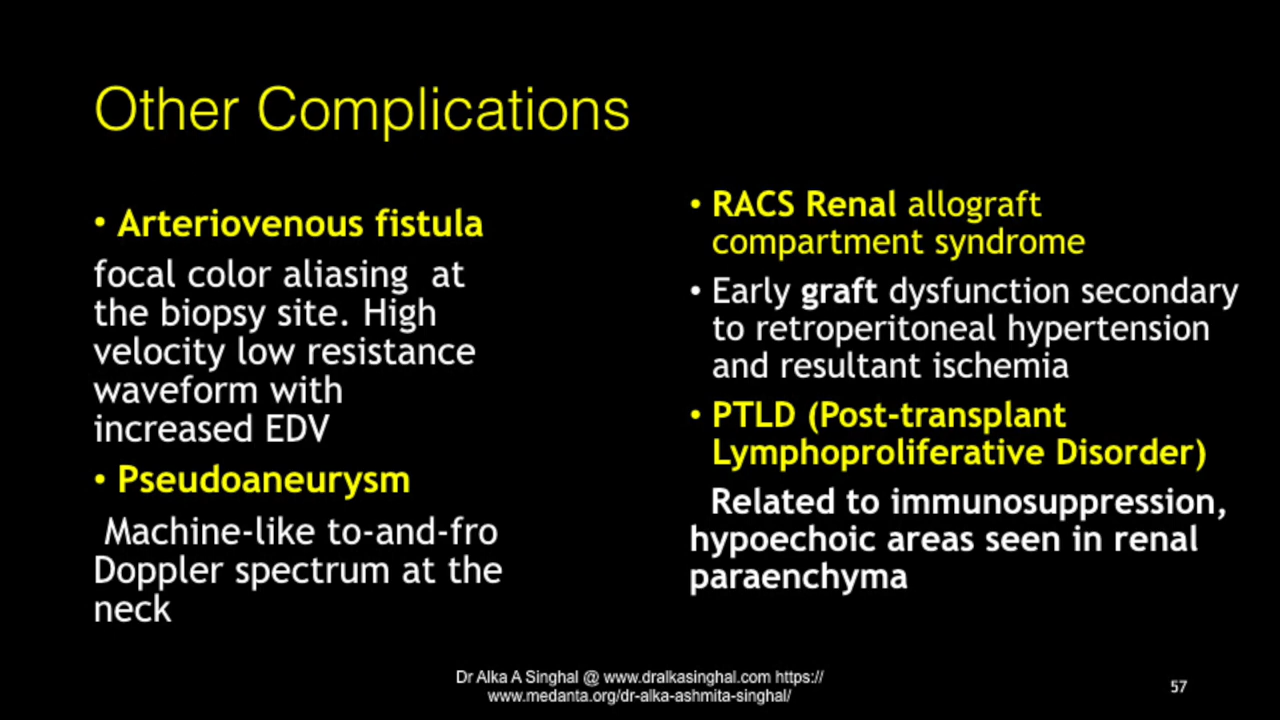 Other Complications
• Arteriovenous fistula
focal color aliasing at
the biopsy site. High
velocity low resistance
waveform with
increased EDV
• Pseudoaneurysm
Machine-like to-and-fro
Doppler spectrum at the
neck
• RACS Renal allograft
compartment syndrome
• Early graft dysfunction secondary
to retroperitoneal hypertension
and resultant ischemia
• PTLD (Post-transplant
Lymphoproliferative Disorder)
Related to immunosuppression,
hypoechoic areas seen in renal
paraenchyma
Dr Alka A Singhal @ www.dralkasinghal.com https://
www.medanta.org/dr-alka-ashmita-singhal/
57